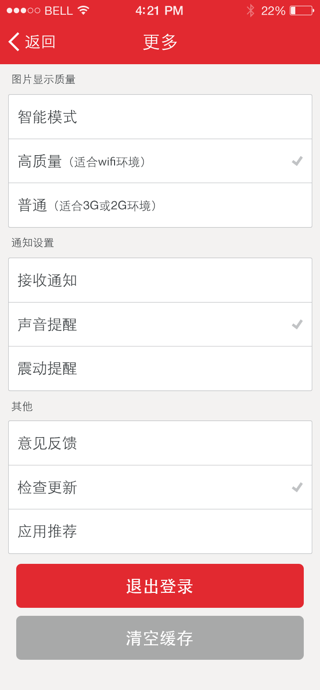 BELL 4:21 PM 22%
返回 更多
图片显示质量
智能模式
高质量（适合wifi环境）
普通（适合3G或2G环境）
通知设置
接收通知
声音提醒
震动提醒
其他
意见反馈
检查更新
应用推荐
退出登录
清空缓存